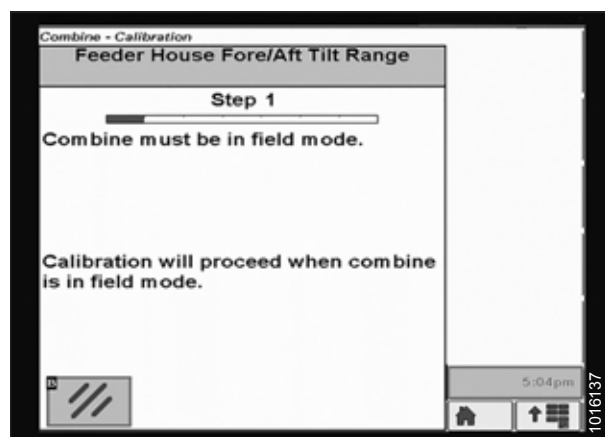 Combine - Calibration
Feeder House Fore/Aft Tilt Range
Step 1
Combine must be in field mode.
Calibration will proceed when combine
is in field mode.
5:04pm
1016137